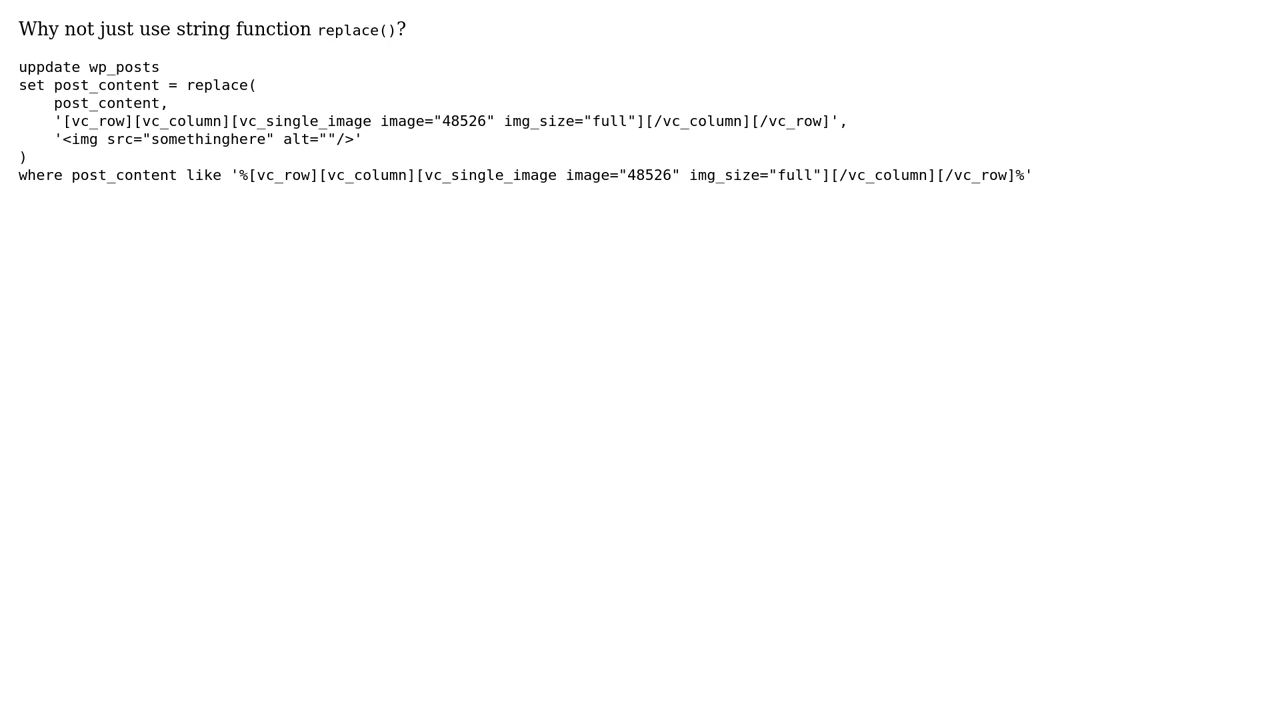 Why not just use string function replace()?
uppdate wp_posts
set post_content = replace(
    post_content,
    '[vc_row][vc_column][vc_single_image image="48526" img_size="full"][/vc_column][/vc_row]',
    '<img src="somethinghere" alt=""/>'
)
where post_content like '%[vc_row][vc_column][vc_single_image image="48526" img_size="full"][/vc_column][/vc_row]%'